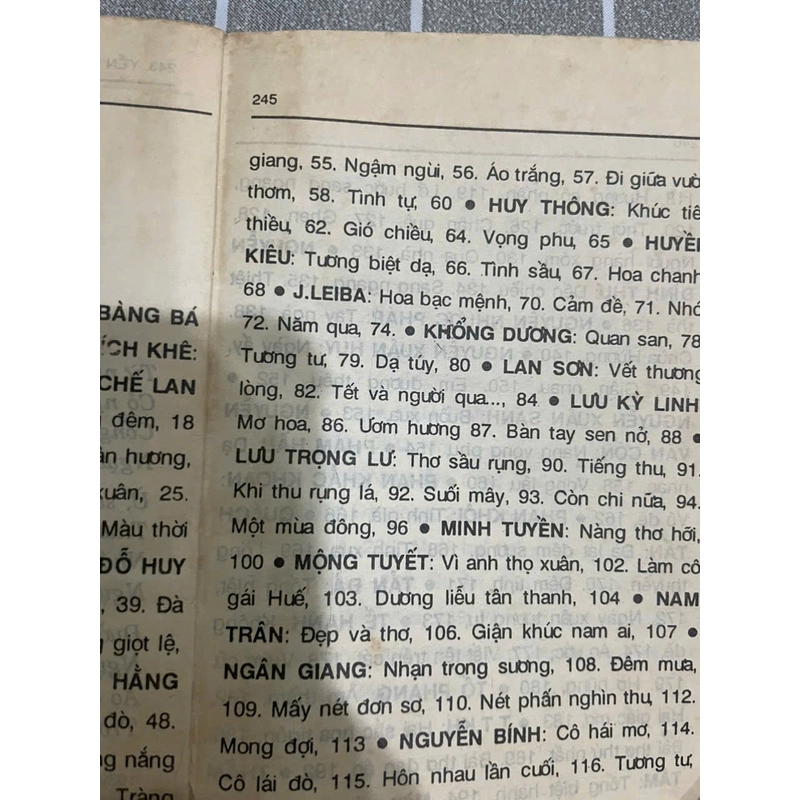 BÀNG BÁ
ÍCH KHÊ:
CHẾ LAN
đêm, 18
hương,
xuân, 25.
Màu thời
ĐỖ HUY
39. Đà
giọt lệ,
HẰNG
đò, 48.
nắng
Tràng
245
giang, 55. Ngậm ngùi, 56. Áo trắng, 57. Đi giữa vườ
thơm, 58. Tình tự, 60 ● HUY THÔNG: Khúc tiê
thiều, 62. Gió chiều, 64. Vọng phu, 65 ● HUYỀN
KIÊU: Tương biệt dạ, 66. Tình sầu, 67. Hoa chanh
68 ● J.LEIBA: Hoa bạc mệnh, 70. Cảm đề, 71. Nhớ
72. Năm qua, 74. ● KHỔNG DƯƠNG: Quan san, 78
Tương tư, 79. Dạ túy, 80 ● LAN SƠN: Vết thương
lòng, 82. Tết và người qua..., 84 ● LƯU KỲ LINH
Mơ hoa, 86. Ươm hương 87. Bàn tay sen nở, 88 ●
LƯU TRỌNG LƯ: Thơ sầu rụng, 90. Tiếng thu, 91.
Khi thu rụng lá, 92. Suối mây, 93. Còn chi nữa, 94.
Một mùa đông, 96 ● MINH TUYỀN: Nàng thơ hỡi,
100 ● MỘNG TUYẾT: Vì anh thọ xuân, 102. Làm cô
gái Huế, 103. Dương liễu tân thanh, 104 ● NAM
TRÂN: Đẹp và thơ, 106. Giận khúc nam ai, 107 ●
NGÂN GIANG: Nhạn trong sương, 108. Đêm mưa,
109. Mấy nét đơn sơ, 110. Nét phấn nghìn thu, 112.
Mong đợi, 113 ● NGUYỄN BÍNH: Cô hái mơ, 114.
Cô lái đò, 115. Hôn nhau lần cuối, 116. Tương tư,